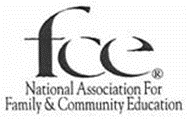 fce®
National Association For
Family & Community Education